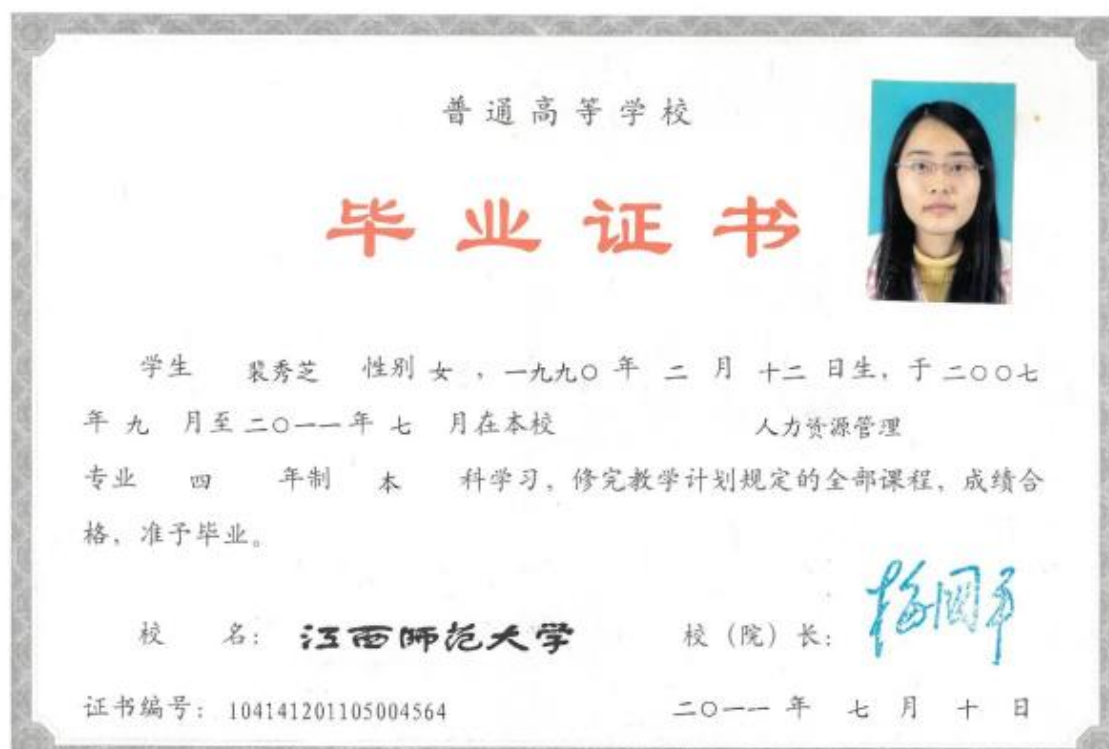 普通高等学校
毕业证书
学生 裴秀芝 性别 女 ，一九九〇 年 二 月 十二 日生，于 二〇〇七
年 九 月至 二〇一一 年 七 月在本校 人力资源管理
专业 四 年制 本 科学习，修完教学计划规定的全部课程，成绩合
格，准予毕业。
校 名：江西师范大学 校（院）长：梅国平
证书编号：104141201105004564 二〇一一 年 七 月 十 日